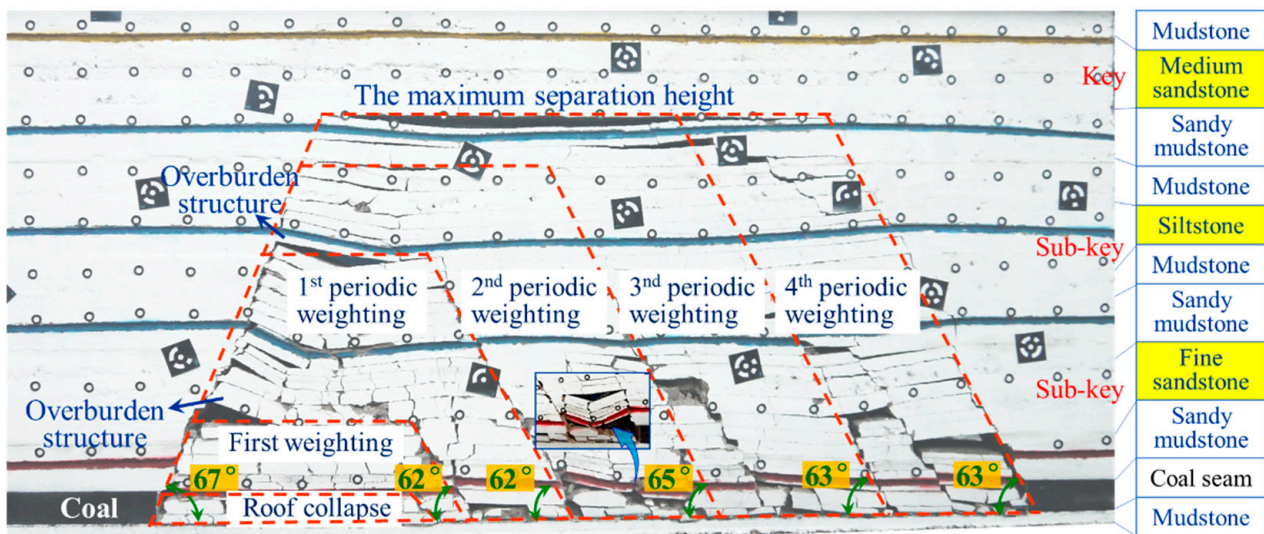 Mudstone
Key
Medium
sandstone
The maximum separation height
Sandy
mudstone
Overburden
structure
Mudstone
Sub-key
Siltstone
1st periodic
weighting
2nd periodic
weighting
3nd periodic
weighting
4th periodic
weighting
Mudstone
Sandy
mudstone
Sub-key
Fine
sandstone
Overburden
structure
First weighting
Sandy
mudstone
67°
62°
62°
65°
63°
63°
Coal seam
Coal
Roof collapse
Mudstone